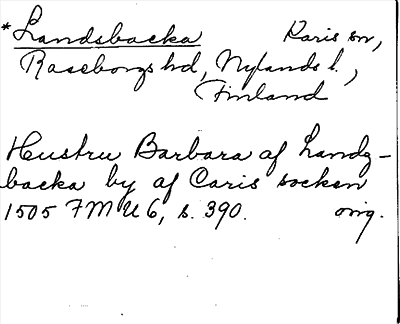 *Landsbacka Karis sn,
Raseborgs hd, Nylands l.,
Finland
Hustru Barbara af Landz-
backa by af Caris socken
1505 FMU 6, s. 390. orig.